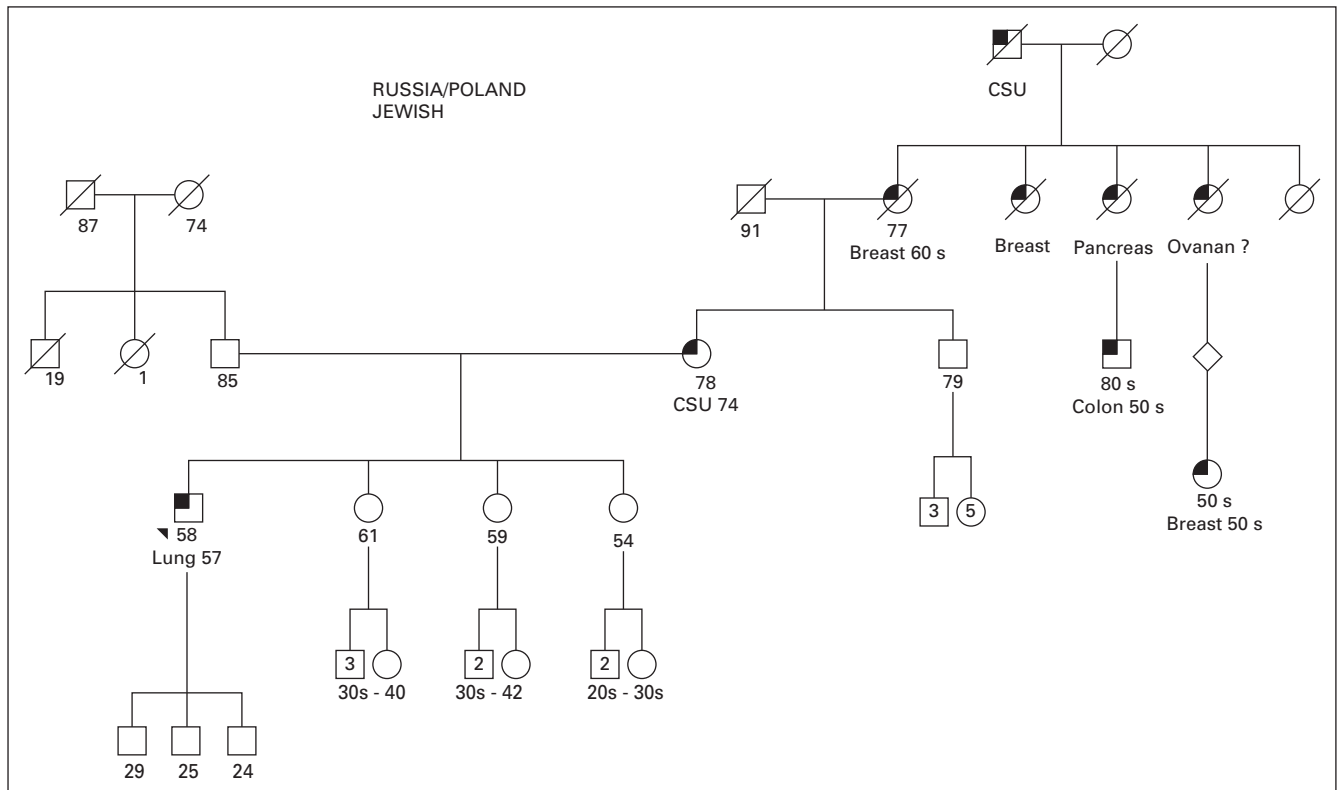 RUSSIA/POLAND
JEWISH
CSU
87
74
91
77
Breast 60 s
Breast
Pancreas
Ovanan ?
19
1
85
78
CSU 74
79
80 s
Colon 50 s
58
Lung 57
61
59
54
3
5
50 s
Breast 50 s
3
30s - 40
2
30s - 42
2
20s - 30s
29
25
24